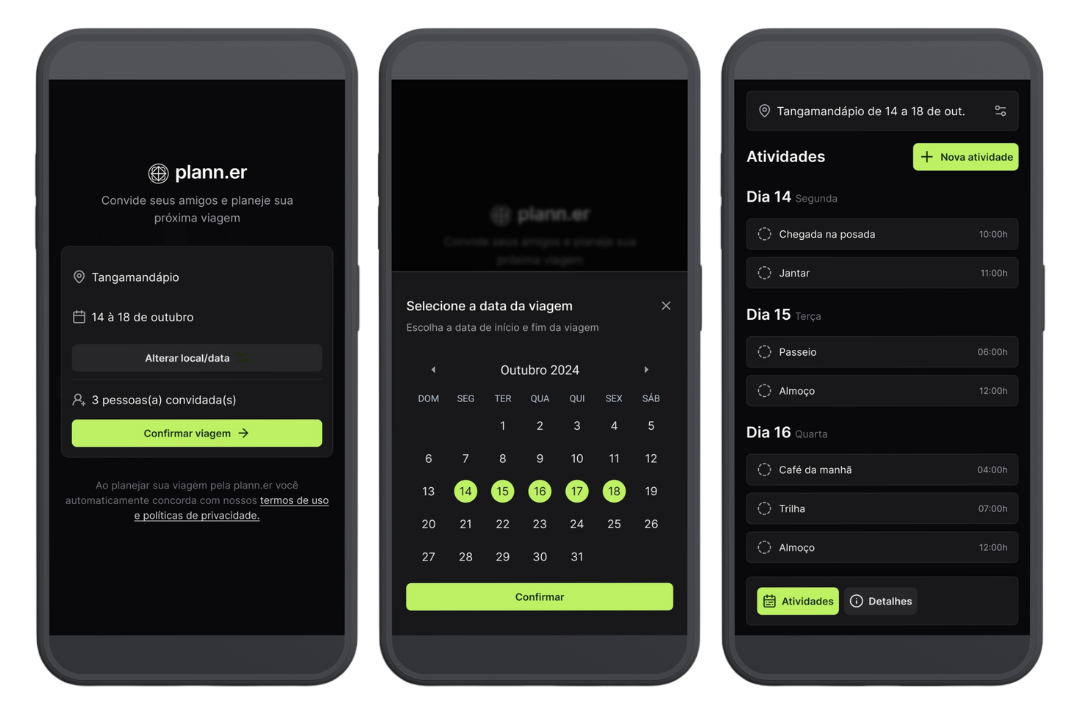 plann.er
Convide seus amigos e planeje sua
próxima viagem
Tangamandápio
14 à 18 de outubro
Alterar local/data
3 pessoas(a) convidada(s)
Confirmar viagem
Ao planejar sua viagem pela plann.er você
automaticamente concorda com nossos termos de uso
e políticas de privacidade.
plann.er
Convide seus amigos e planeje sua
próxima viagem
Selecione a data da viagem
Escolha a data de início e fim da viagem
Outubro 2024
DOM SEG TER QUA QUI SEX SÁB
1 2 3 4 5
6 7 8 9 10 11 12
13 14 15 16 17 18 19
20 21 22 23 24 25 26
27 28 29 30 31
Confirmar
Tangamandápio de 14 a 18 de out.
Atividades
Nova atividade
Dia 14 Segunda
Chegada na posada 10:00h
Jantar 11:00h
Dia 15 Terça
Passeio 06:00h
Almoço 12:00h
Dia 16 Quarta
Café da manhã 04:00h
Trilha 07:00h
Almoço 12:00h
Atividades Detalhes